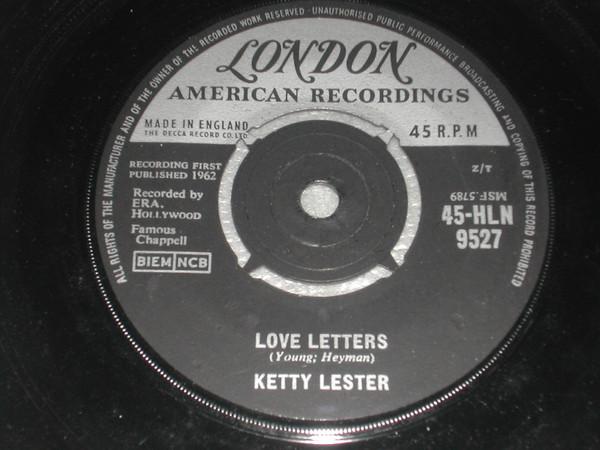 ALL RIGHTS OF THE MANUFACTURER AND OF THE OWNER OF THE RECORDED WORK RESERVED · UNAUTHORISED PUBLIC PERFORMANCE BROADCASTING AND COPYING OF THIS RECORD PROHIBITED
LONDON
AMERICAN RECORDINGS
MADE IN ENGLAND
THE DECCA RECORD CO. LTD.
45 R.P.M
RECORDING FIRST
PUBLISHED 1962
Recorded by
ERA.
HOLLYWOOD
Famous
Chappell
BIEM NCB
Z/T
MSF.5789
45-HLN
9527
LOVE LETTERS
(Young; Heyman)
KETTY LESTER